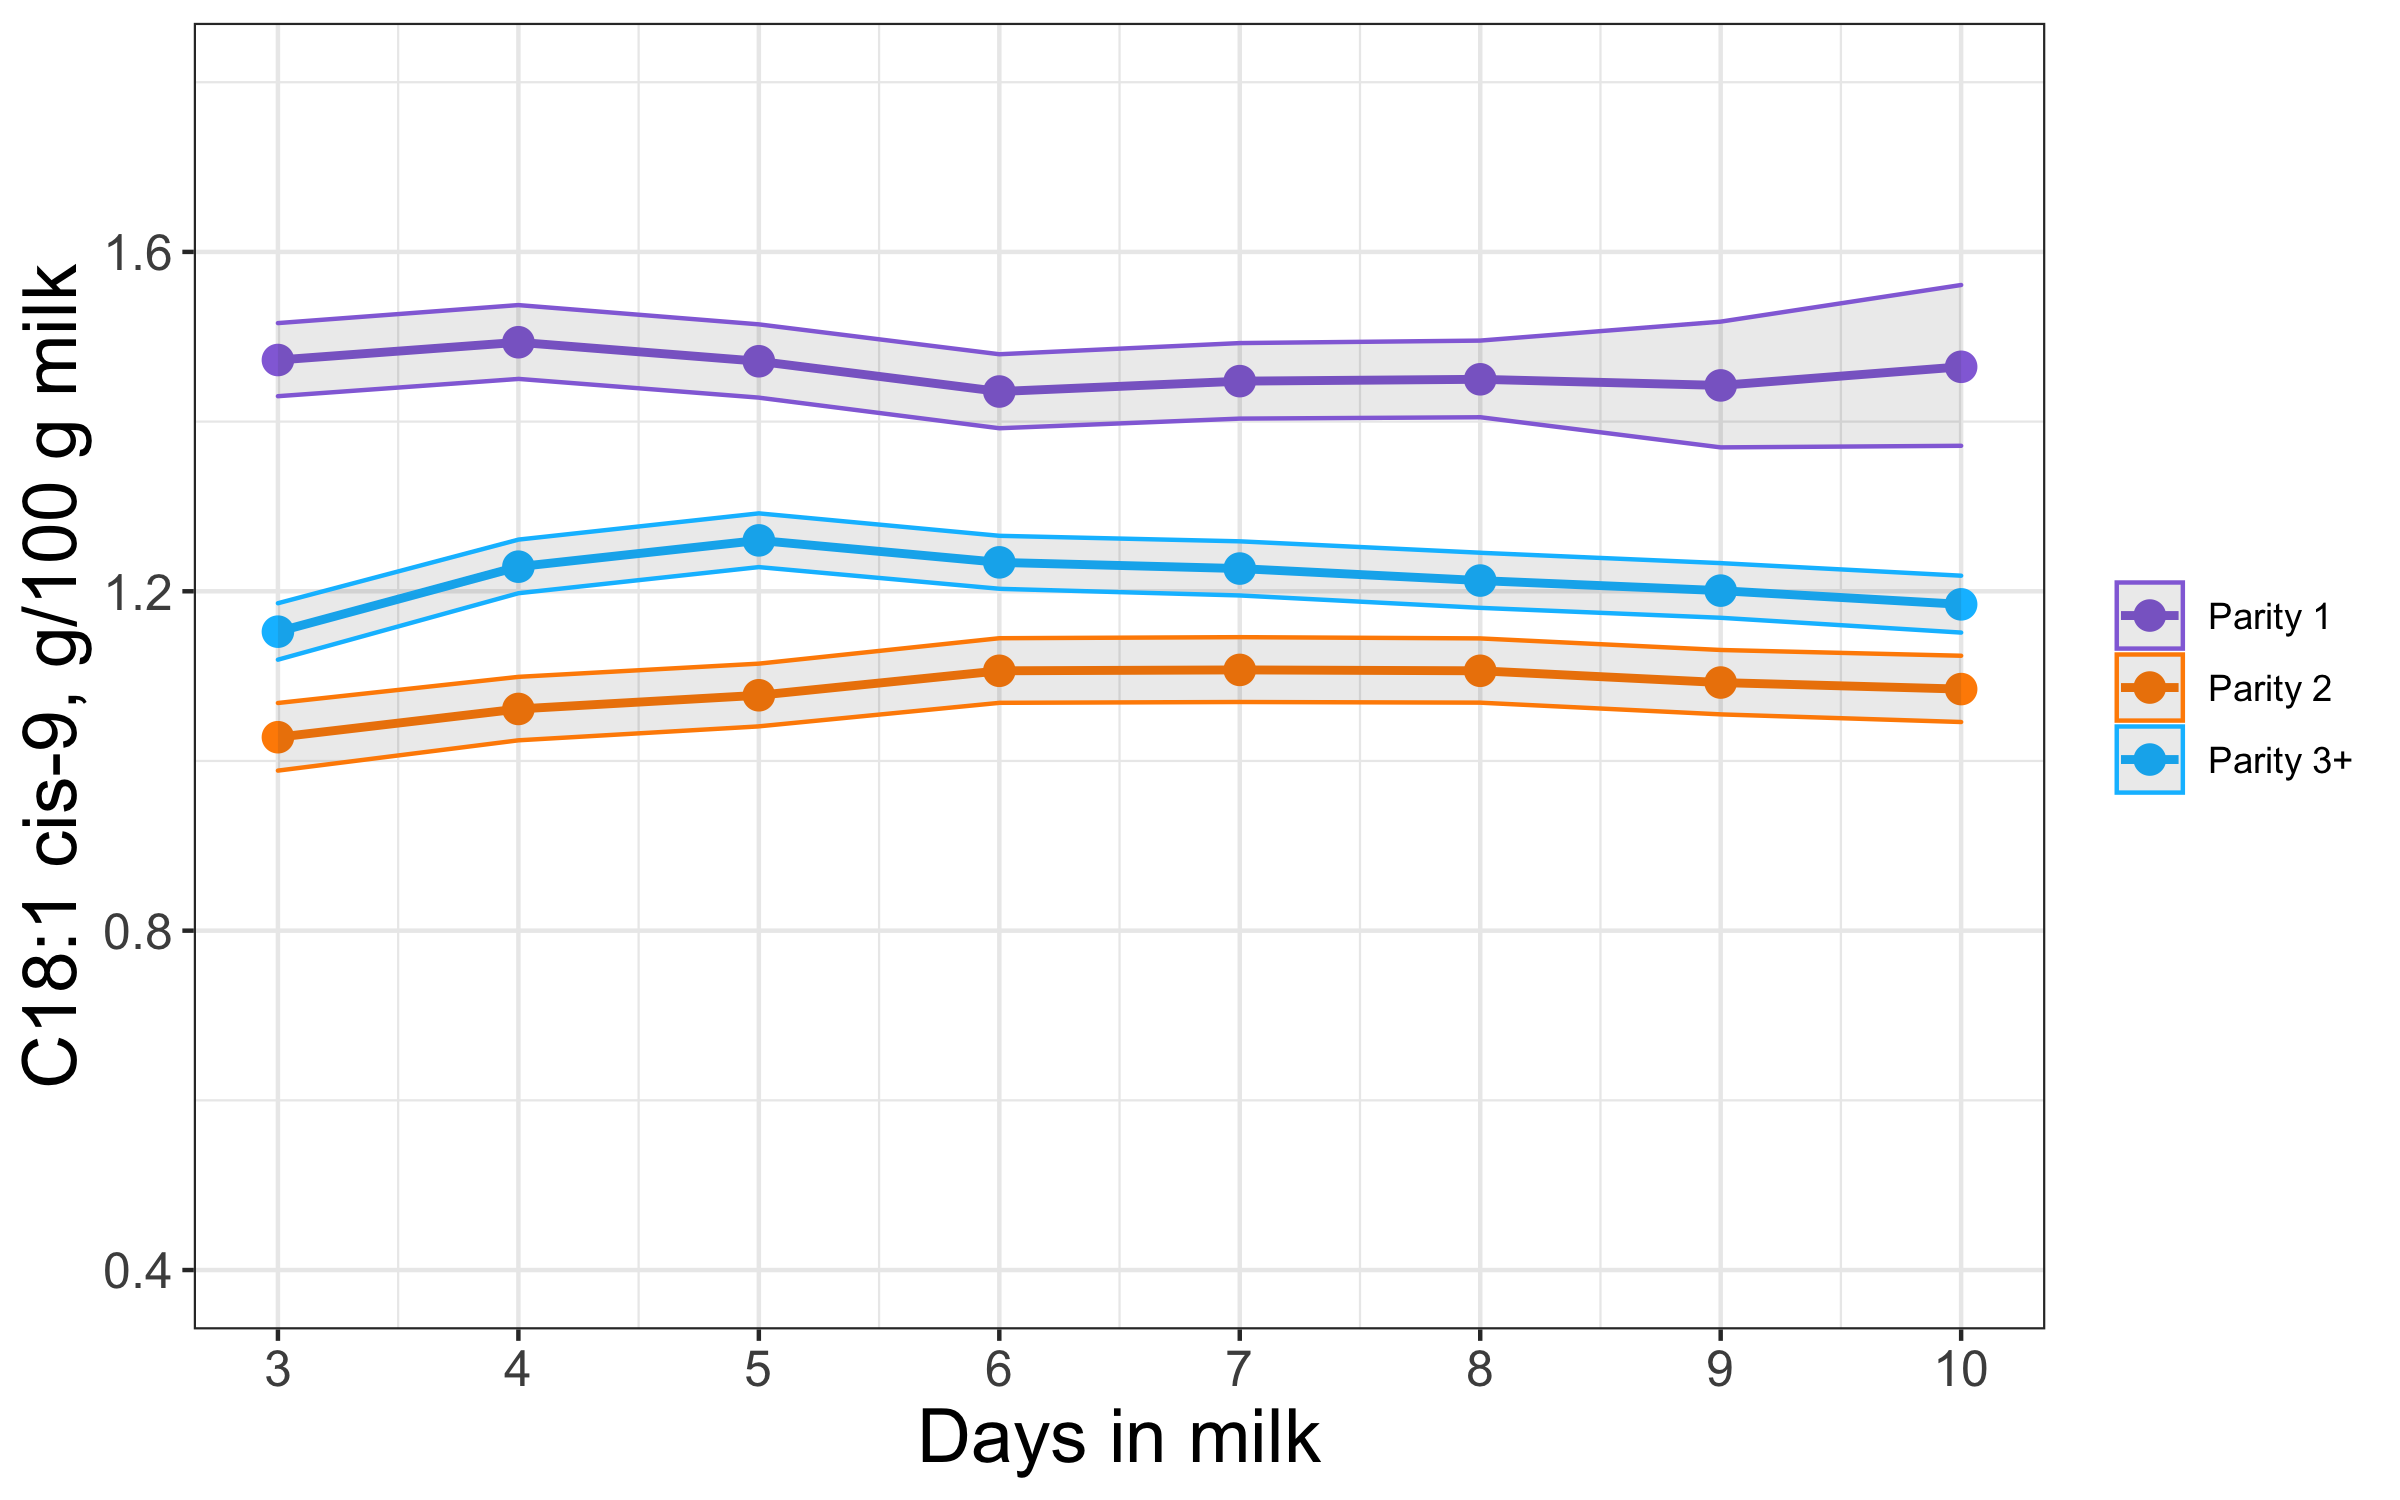 C18:1 cis-9, g/100 g milk
1.6
1.2
0.8
0.4
3 4 5 6 7 8 9 10
Days in milk
Parity 1
Parity 2
Parity 3+